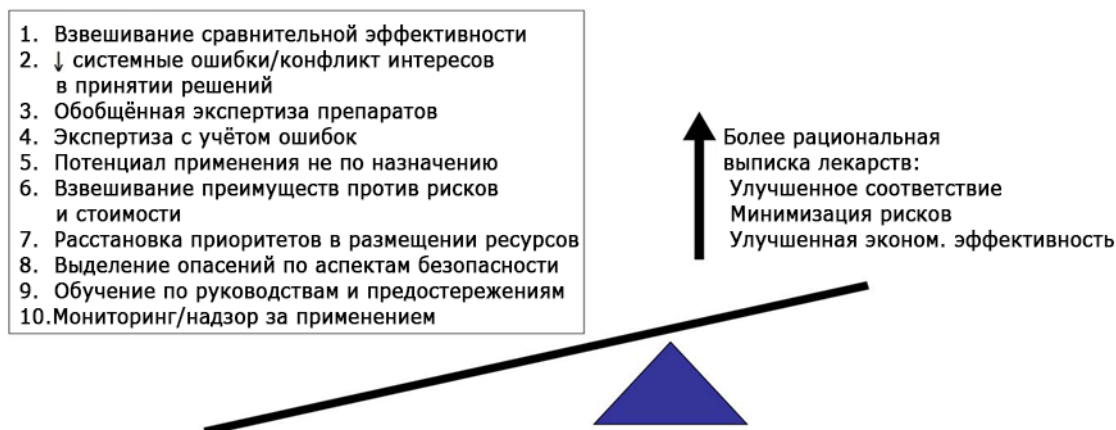 1. Взвешивание сравнительной эффективности
2. ↓ системные ошибки/конфликт интересов
в принятии решений
3. Обобщённая экспертиза препаратов
4. Экспертиза с учётом ошибок
5. Потенциал применения не по назначению
6. Взвешивание преимуществ против рисков
и стоимости
7. Расстановка приоритетов в размещении ресурсов
8. Выделение опасений по аспектам безопасности
9. Обучение по руководствам и предостережениям
10.Мониторинг/надзор за применением
Более рациональная
выписка лекарств:
Улучшенное соответствие
Минимизация рисков
Улучшенная эконом. эффективность